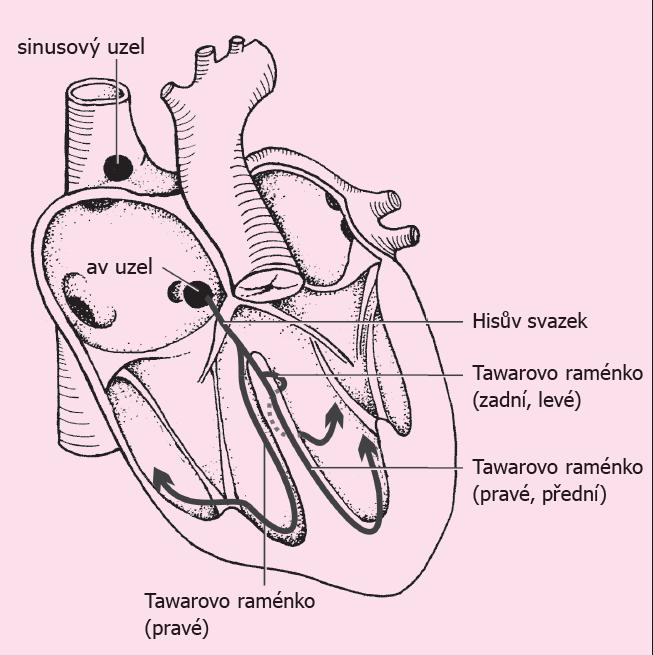 sinusový uzel
av uzel
Hisův svazek
Tawarovo raménko
(zadní, levé)
Tawarovo raménko
(pravé, přední)
Tawarovo raménko
(pravé)